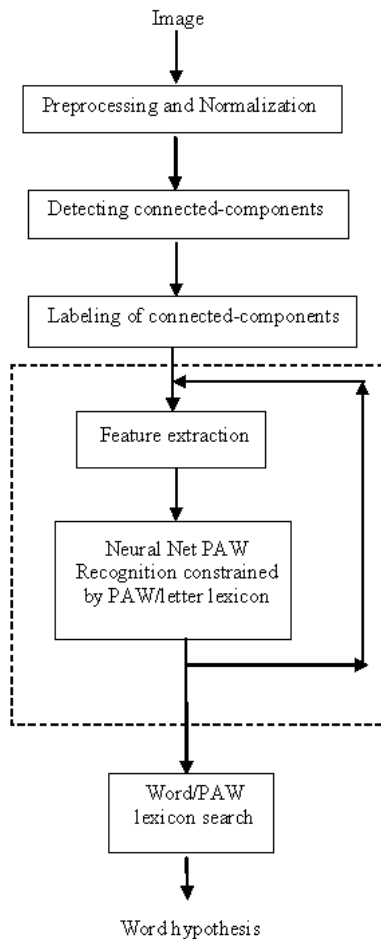 Image
Preprocessing and Normalization
Detecting connected-components
Labeling of connected-components
Feature extraction
Neural Net PAW
Recognition constrained
by PAW/letter lexicon
Word/PAW
lexicon search
Word hypothesis